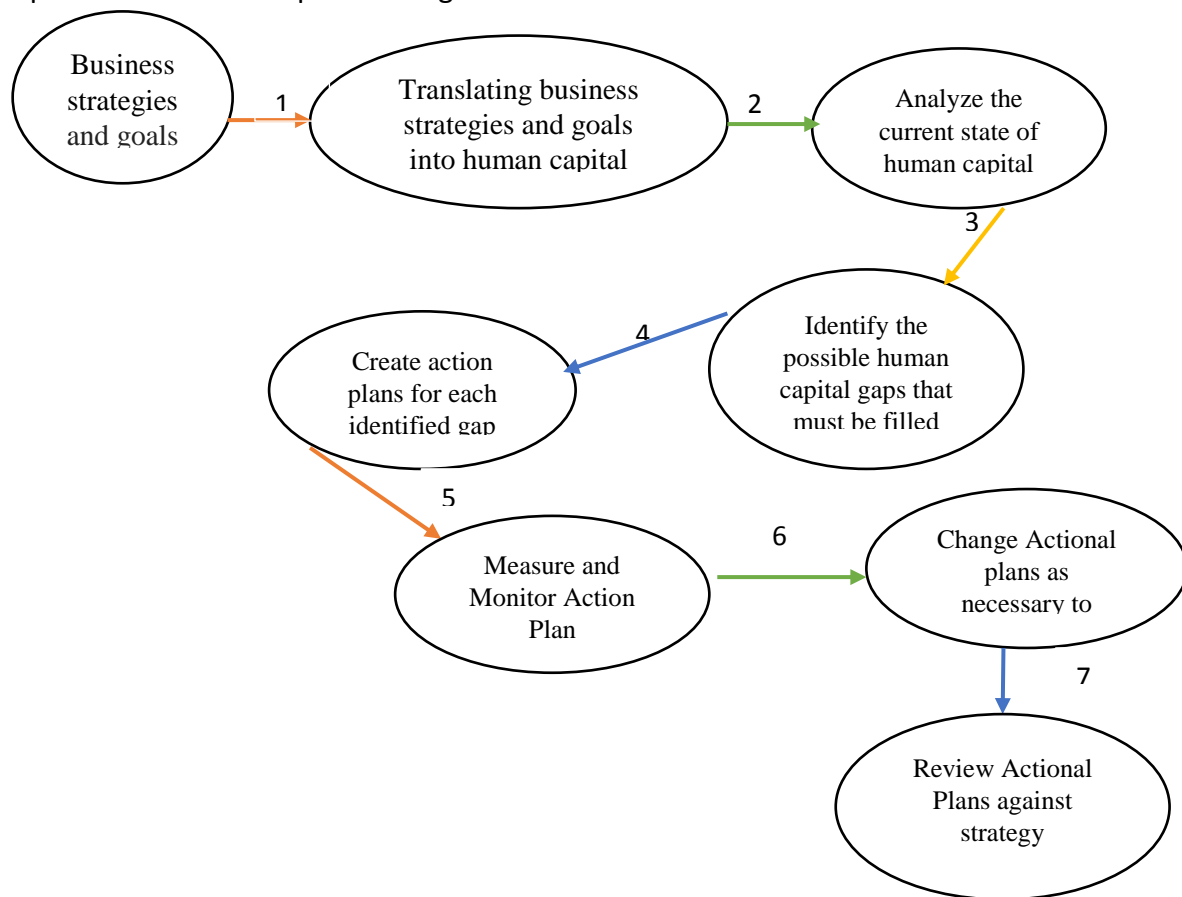 Business
strategies
and goals
1
Translating business
strategies and goals
into human capital
2
Analyze the
current state of
human capital
3
Identify the
possible human
capital gaps that
must be filled
4
Create action
plans for each
identified gap
5
Measure and
Monitor Action
Plan
6
Change Actional
plans as
necessary to
7
Review Actional
Plans against
strategy